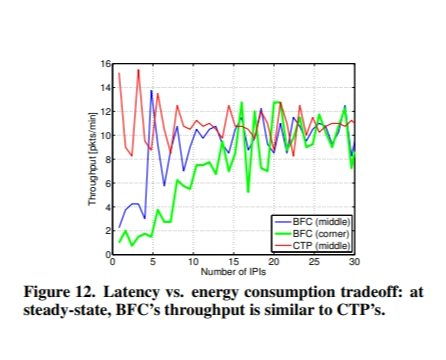 16
14
12
10
8
6
4
2
0
Throughput [pkts/min]
0 5 10 15 20 25 30
Number of IPIs
BFC (middle)
BFC (corner)
CTP (middle)
Figure 12. Latency vs. energy consumption tradeoff: at
steady-state, BFC's throughput is similar to CTP's.